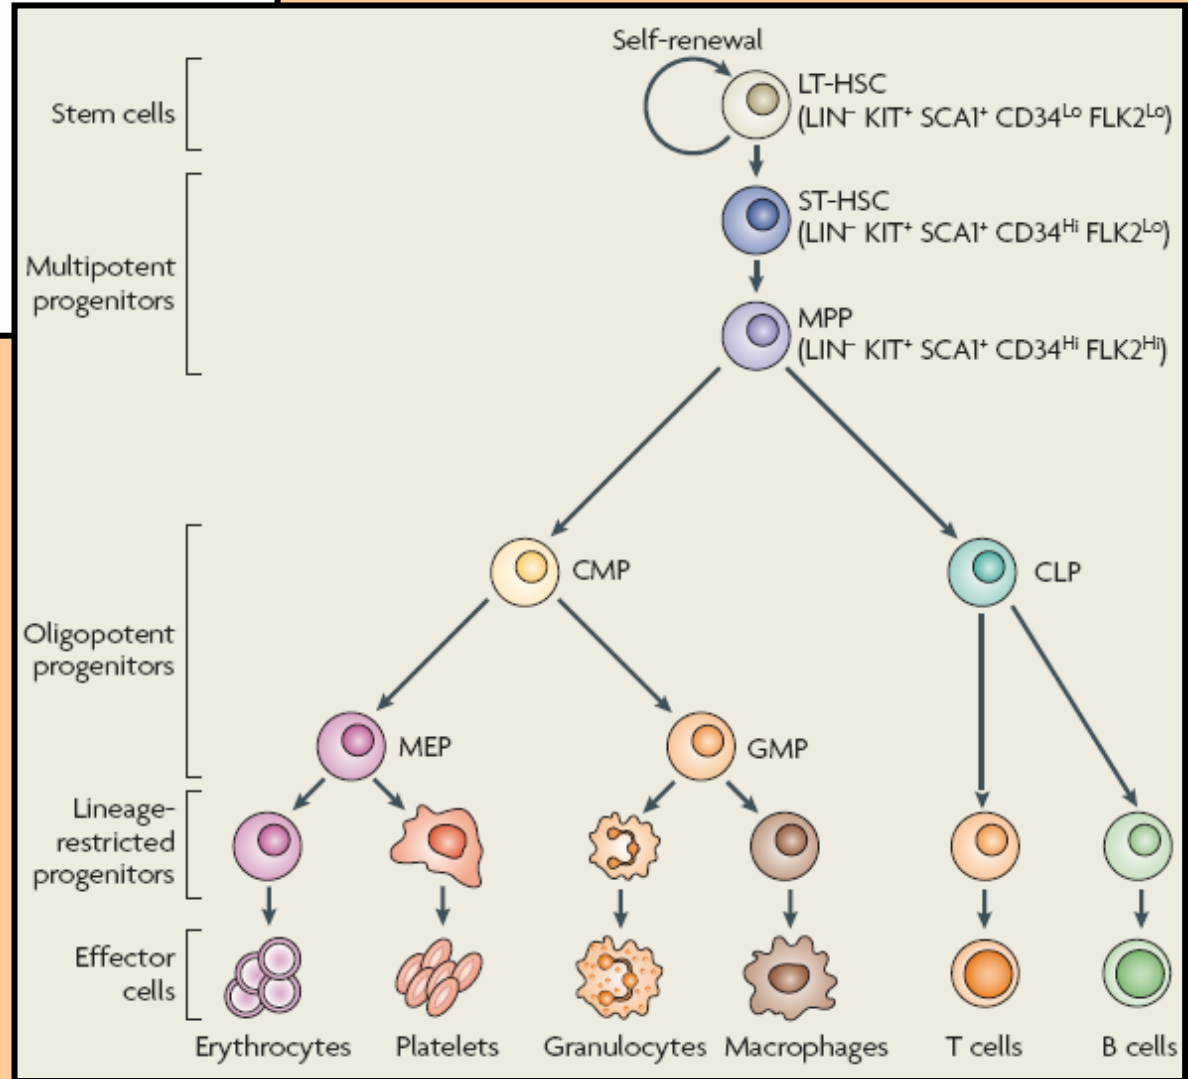 Self-renewal
Stem cells
LT-HSC
(LIN⁻ KIT⁺ SCA1⁺ CD34ᴸᵒ FLK2ᴸᵒ)
ST-HSC
(LIN⁻ KIT⁺ SCA1⁺ CD34ᴴⁱ FLK2ᴸᵒ)
Multipotent
progenitors
MPP
(LIN⁻ KIT⁺ SCA1⁺ CD34ᴴⁱ FLK2ᴴⁱ)
CMP
CLP
Oligopotent
progenitors
MEP
GMP
Lineage-
restricted
progenitors
Effector
cells
Erythrocytes Platelets Granulocytes Macrophages T cells B cells